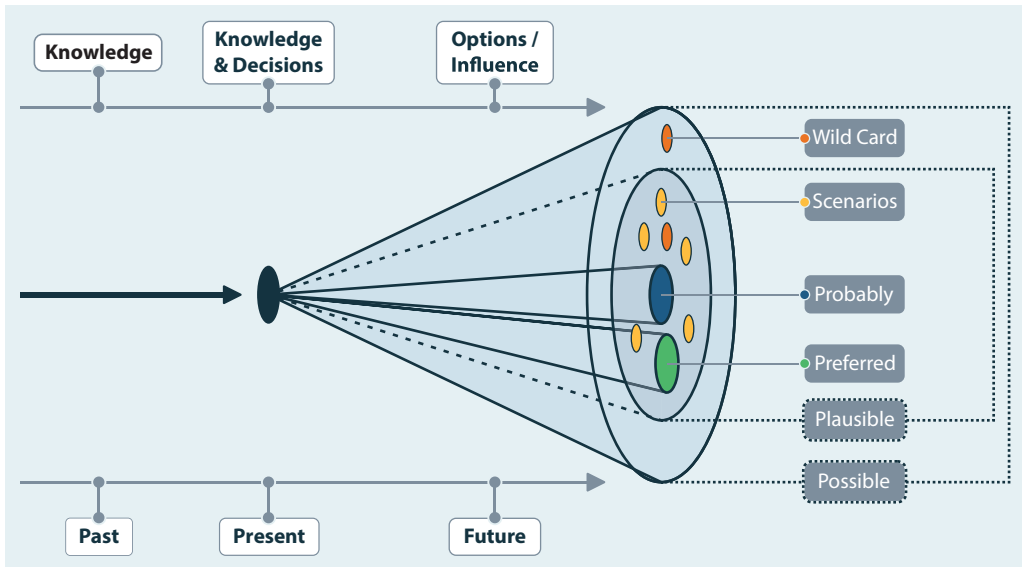 Knowledge
Knowledge
& Decisions
Options /
Influence
Wild Card
Scenarios
Probably
Preferred
Plausible
Possible
Past
Present
Future